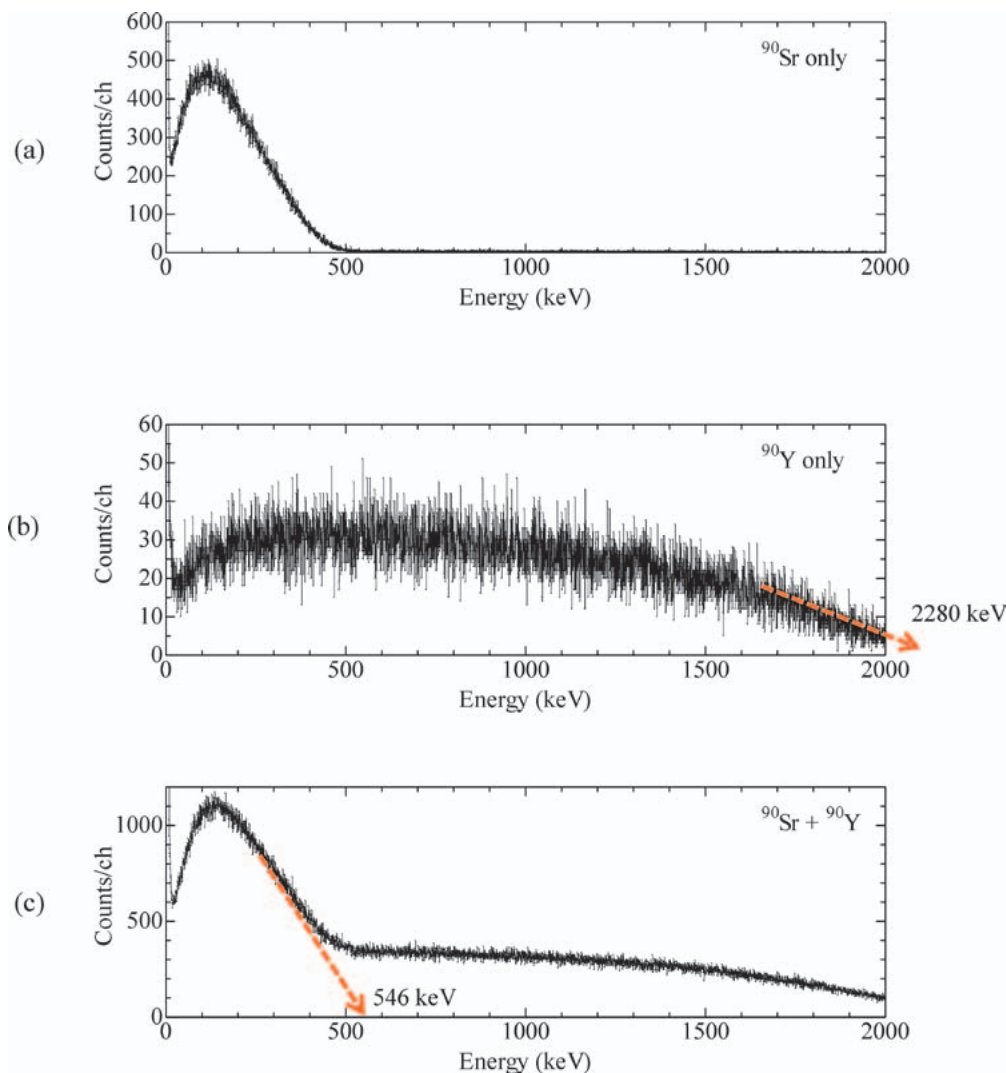 (a)
Counts/ch
600
500
400
300
200
100
0
⁹⁰Sr only
0 500 1000 1500 2000
Energy (keV)
(b)
Counts/ch
60
50
40
30
20
10
0
⁹⁰Y only
2280 keV
0 500 1000 1500 2000
Energy (keV)
(c)
Counts/ch
1000
500
0
⁹⁰Sr + ⁹⁰Y
546 keV
0 500 1000 1500 2000
Energy (keV)